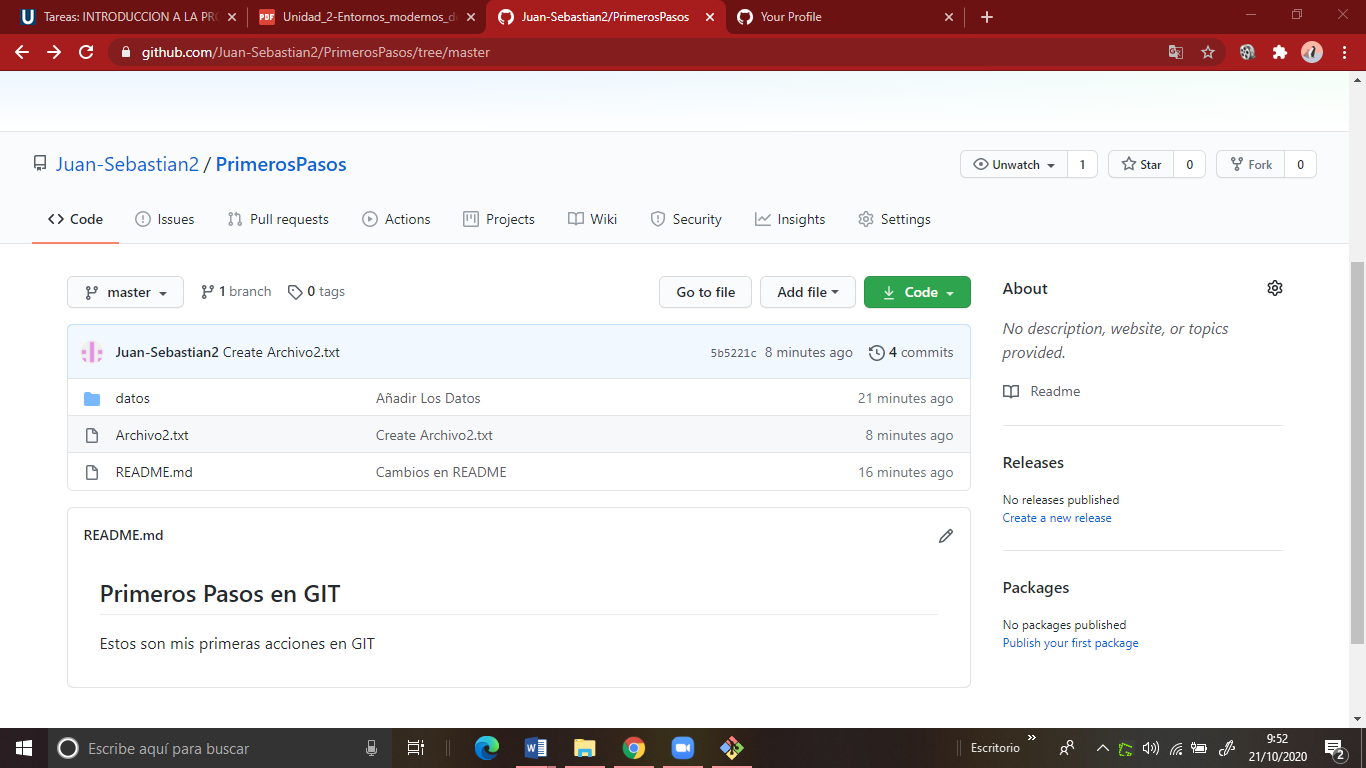 Tareas: INTRODUCCION A LA PRO
PDF
Unidad_2-Entornos_modernos_de
Juan-Sebastian2/PrimerosPasos
Your Profile
github.com/Juan-Sebastian2/PrimerosPasos/tree/master
Juan-Sebastian2 / PrimerosPasos
Unwatch 1
Star 0
Fork 0
Code
Issues
Pull requests
Actions
Projects
Wiki
Security
Insights
Settings
master
1 branch
0 tags
Go to file
Add file
Code
Juan-Sebastian2 Create Archivo2.txt 5b5221c 8 minutes ago 4 commits
datos Añadir Los Datos 21 minutes ago
Archivo2.txt Create Archivo2.txt 8 minutes ago
README.md Cambios en README 16 minutes ago
README.md
Primeros Pasos en GIT
Estos son mis primeras acciones en GIT
About
No description, website, or topics
provided.
Readme
Releases
No releases published
Create a new release
Packages
No packages published
Publish your first package
Escribe aquí para buscar
Escritorio
9:52
21/10/2020
2